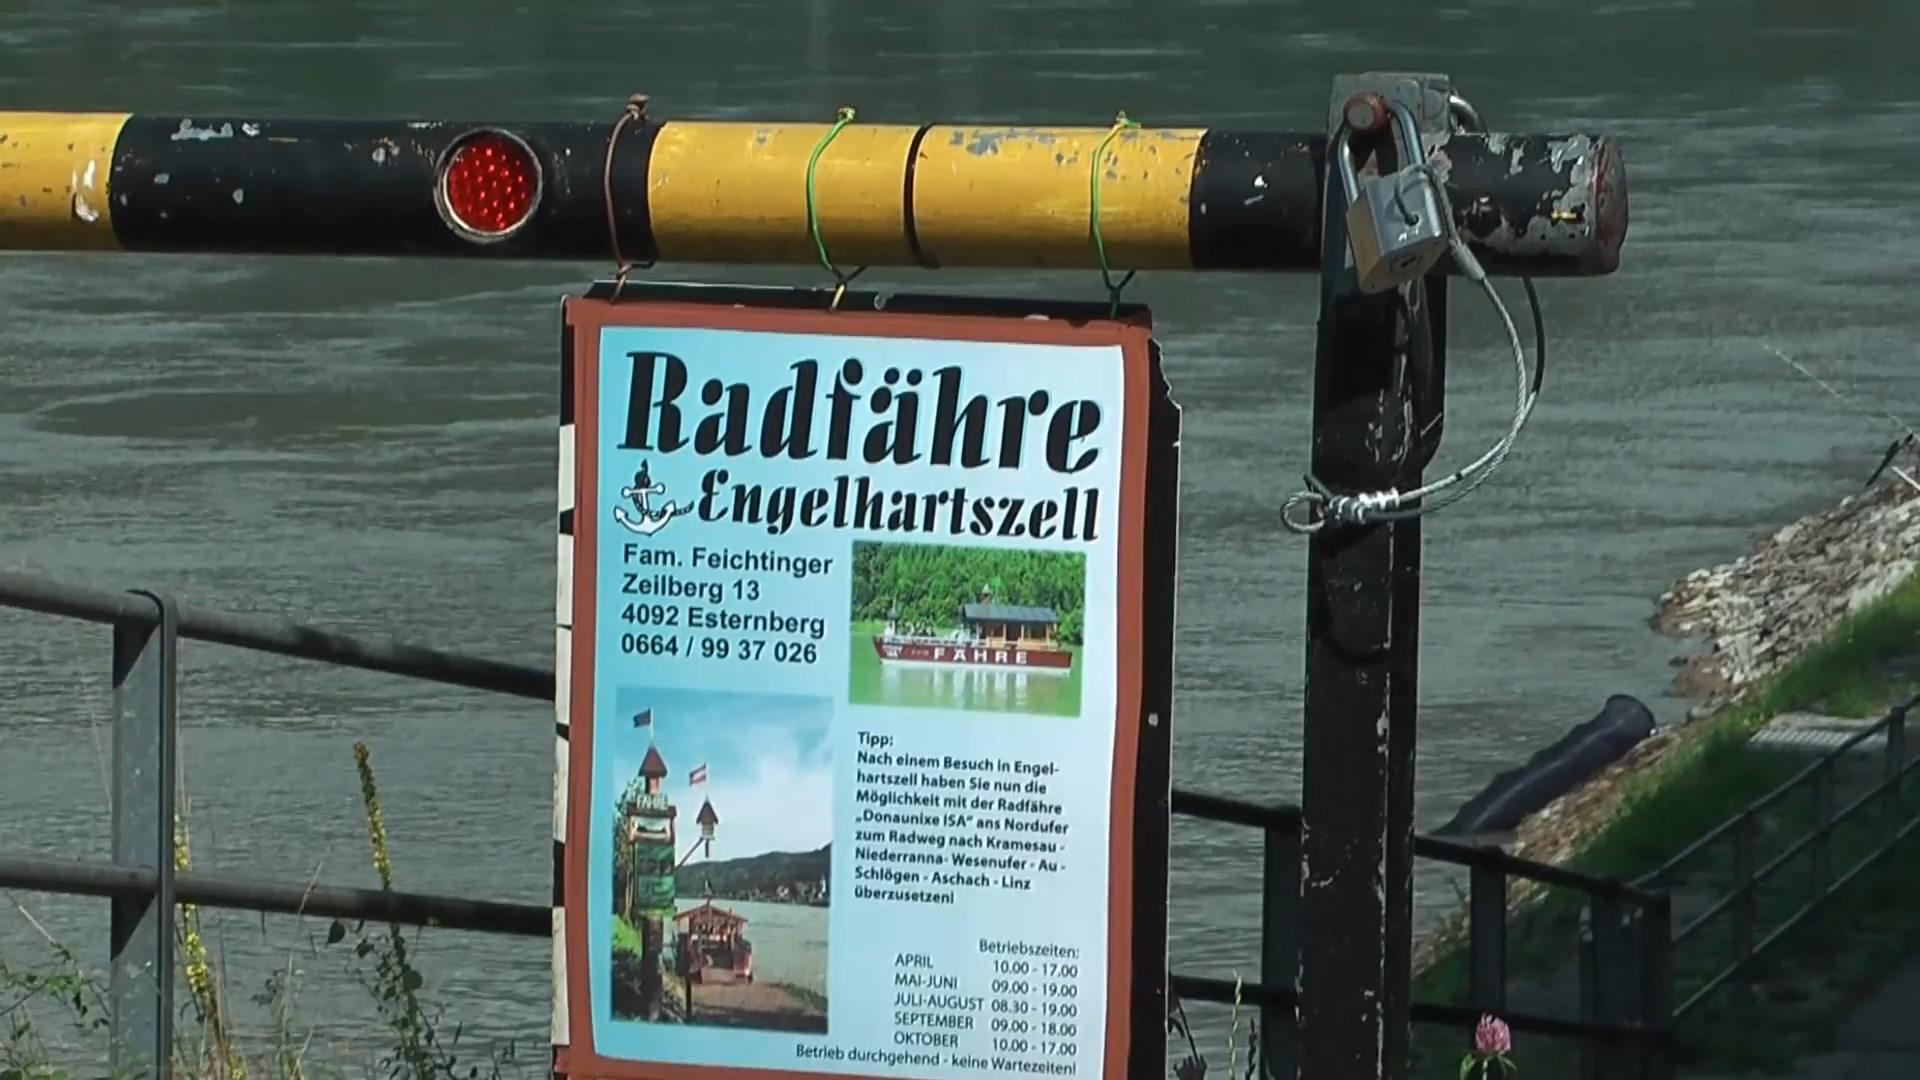 Radfähre
Engelhartszell
Fam. Feichtinger
Zeilberg 13
4092 Esternberg
0664 / 99 37 026
FÄHRE
FÄHRE
Tipp:
Nach einem Besuch in Engel-
hartszell haben Sie nun die
Möglichkeit mit der Radfähre
„Donaunixe ISA" ans Nordufer
zum Radweg nach Kramesau -
Niederranna- Wesenufer - Au -
Schlögen - Aschach - Linz
überzusetzen!
Betriebszeiten:
APRIL 10.00 - 17.00
MAI-JUNI 09.00 - 19.00
JULI-AUGUST 08.30 - 19.00
SEPTEMBER 09.00 - 18.00
OKTOBER 10.00 - 17.00
Betrieb durchgehend - keine Wartezeiten!